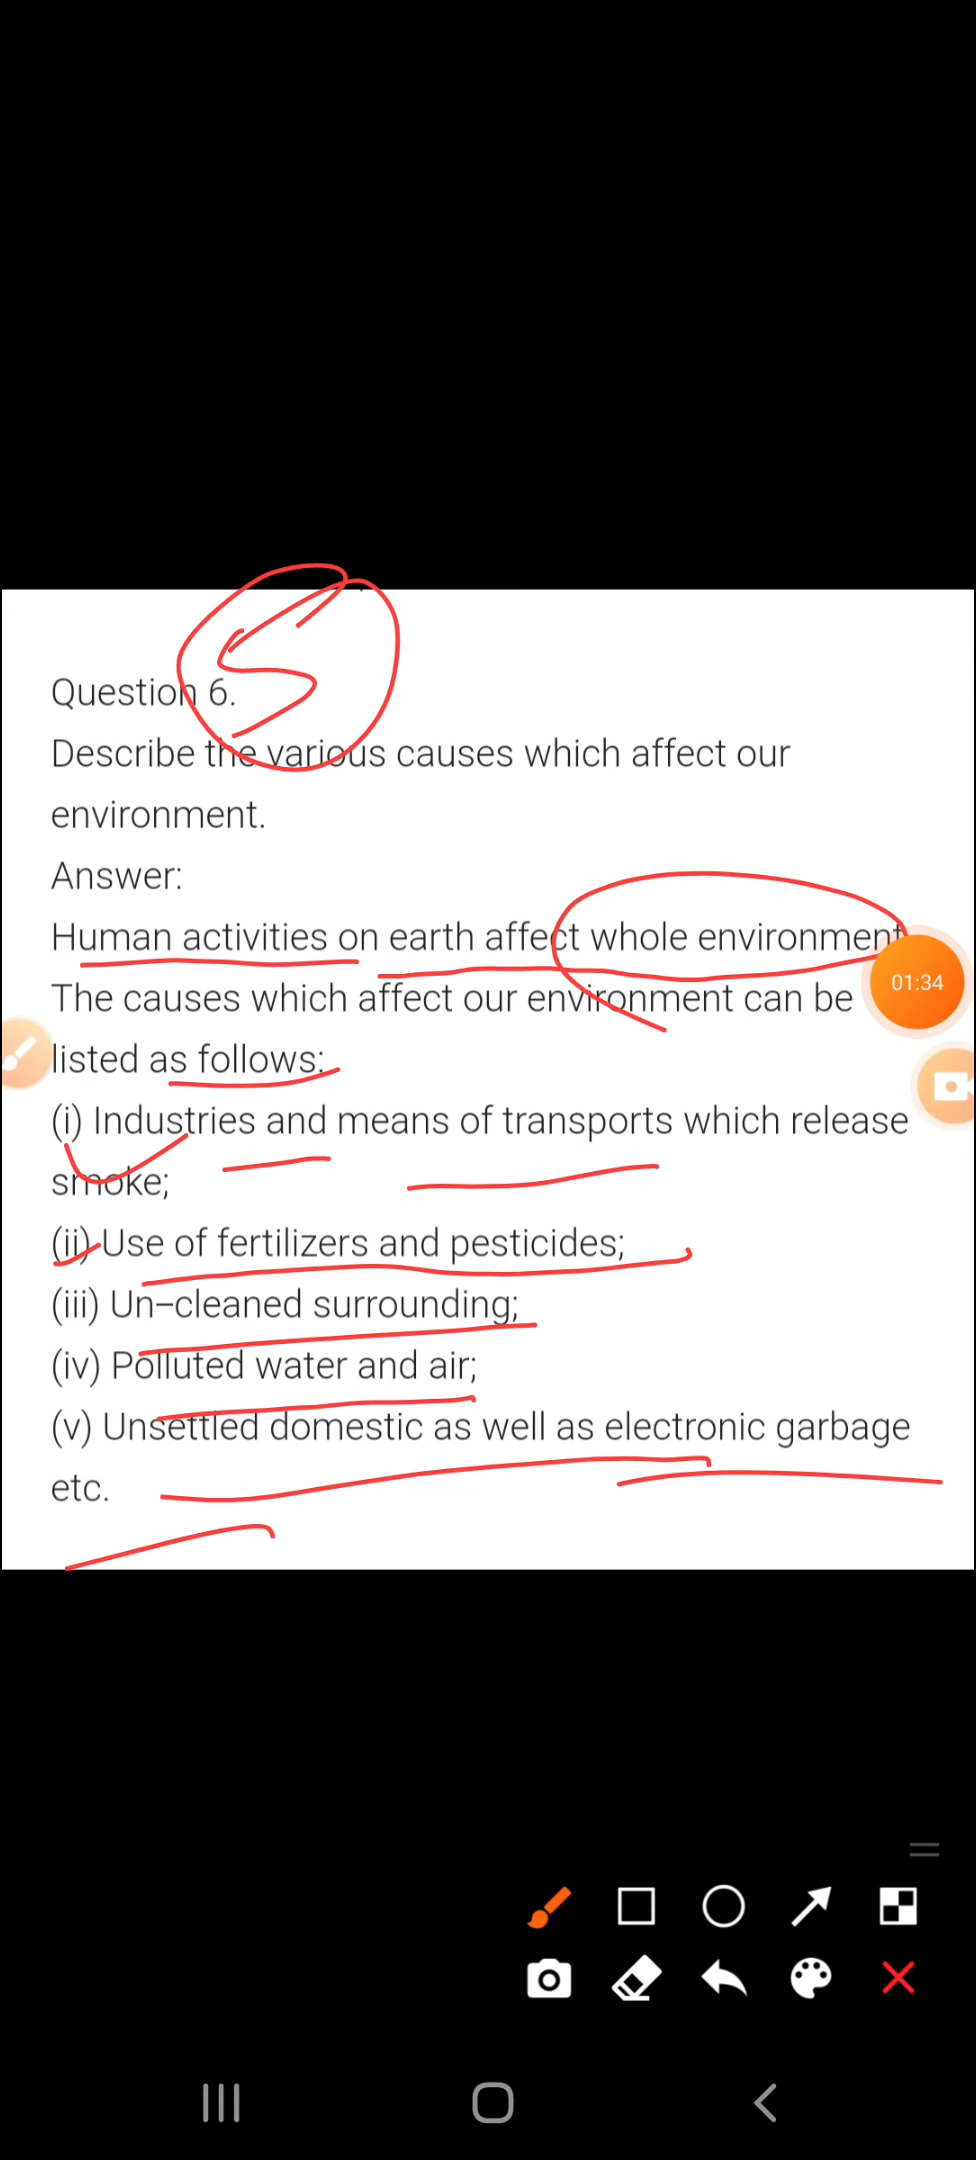 5
Question 6.
Describe the various causes which affect our
environment.
Answer:
Human activities on earth affect whole environment
The causes which affect our environment can be
01:34
listed as follows:
(i) Industries and means of transports which release
smoke;
(ii) Use of fertilizers and pesticides;
(iii) Un-cleaned surrounding;
(iv) Polluted water and air;
(v) Unsettled domestic as well as electronic garbage
etc.